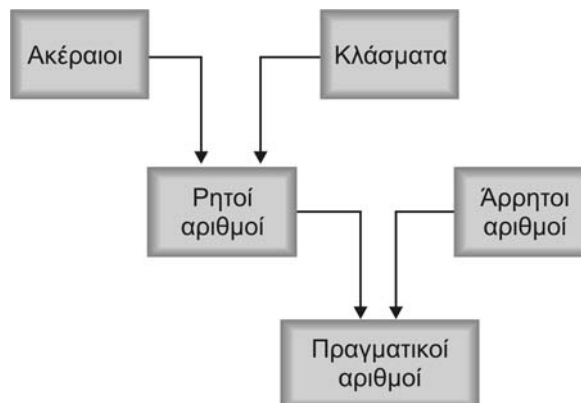 Ακέραιοι
Κλάσματα
Ρητοί
αριθμοί
Άρρητοι
αριθμοί
Πραγματικοί
αριθμοί